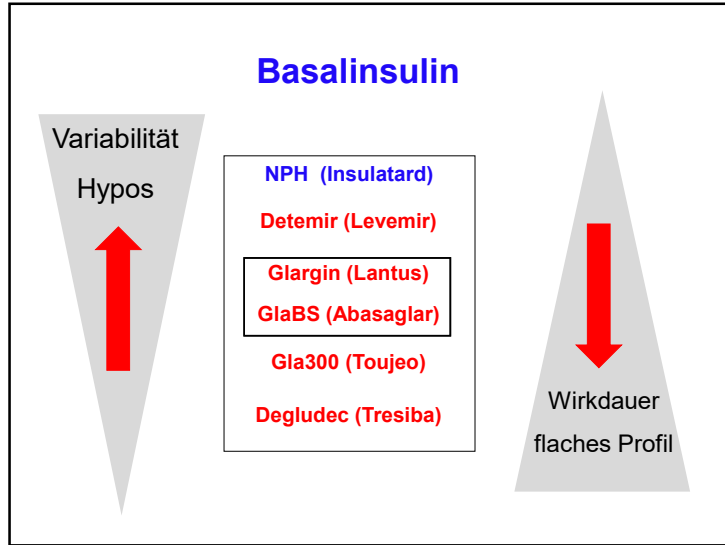 Basalinsulin
Variabilität
Hypos
NPH (Insulatard)
Detemir (Levemir)
Glargin (Lantus)
GlaBS (Abasaglar)
Gla300 (Toujeo)
Degludec (Tresiba)
Wirkdauer
flaches Profil